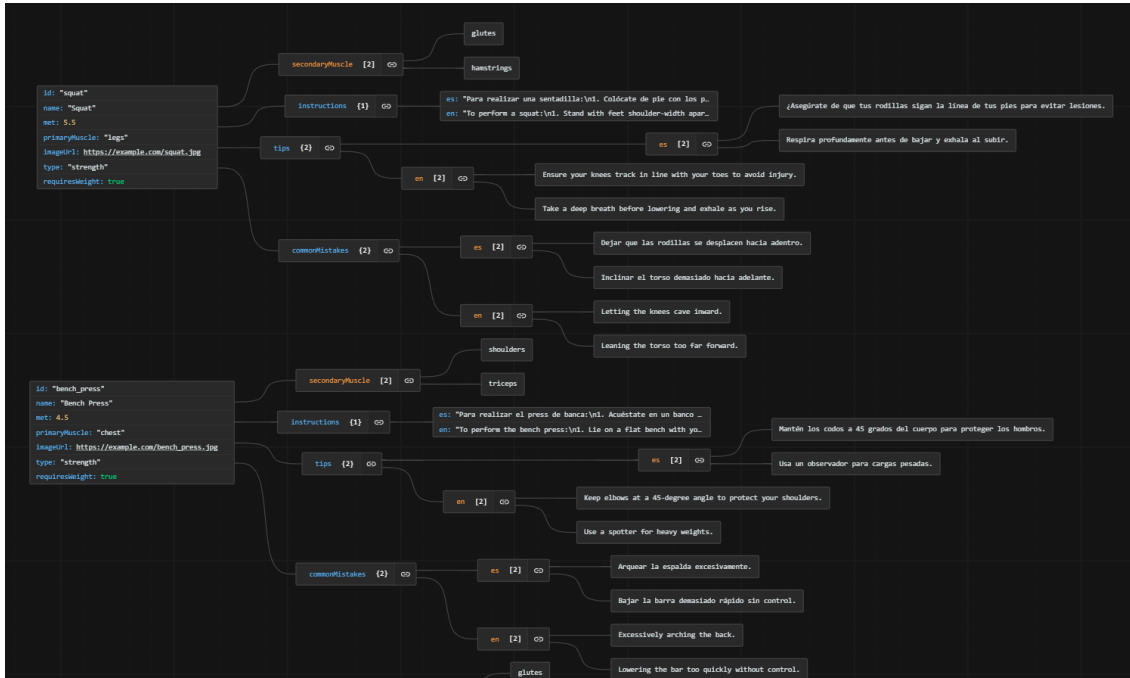 glutes
secondaryMuscle [2]
hamstrings
id: "squat"
name: "Squat"
met: 5.5
primaryMuscle: "legs"
imageUrl: https://example.com/squat.jpg
type: "strength"
requiresWeight: true
instructions {1}
es: "Para realizar una sentadilla:\n1. Colócate de pie con los p…
en: "To perform a squat:\n1. Stand with feet shoulder-width apar…
tips {2}
es [2]
¿Asegúrate de que tus rodillas sigan la línea de tus pies para evitar lesiones.
Respira profundamente antes de bajar y exhala al subir.
en [2]
Ensure your knees track in line with your toes to avoid injury.
Take a deep breath before lowering and exhale as you rise.
commonMistakes {2}
es [2]
Dejar que las rodillas se desplacen hacia adentro.
Inclinar el torso demasiado hacia adelante.
en [2]
Letting the knees cave inward.
Leaning the torso too far forward.
shoulders
secondaryMuscle [2]
triceps
id: "bench_press"
name: "Bench Press"
met: 4.5
primaryMuscle: "chest"
imageUrl: https://example.com/bench_press.jpg
type: "strength"
requiresWeight: true
instructions {1}
es: "Para realizar el press de banca:\n1. Acuéstate en un banco …
en: "To perform the bench press:\n1. Lie on a flat bench with yo…
tips {2}
es [2]
Mantén los codos a 45 grados del cuerpo para proteger los hombros.
Usa un observador para cargas pesadas.
en [2]
Keep elbows at a 45-degree angle to protect your shoulders.
Use a spotter for heavy weights.
commonMistakes {2}
es [2]
Arquear la espalda excesivamente.
Bajar la barra demasiado rápido sin control.
en [2]
Excessively arching the back.
Lowering the bar too quickly without control.
glutes